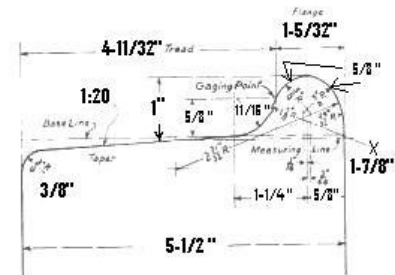 Flange
1-5/32"
4-11/32"
Tread
5/8"
Gaging Point
1:20
1"
5/8"
11/16"
Base Line
Taper
Measuring Line
X
1-7/8"
3/8"
1-1/4"
5/8"
5-1/2"